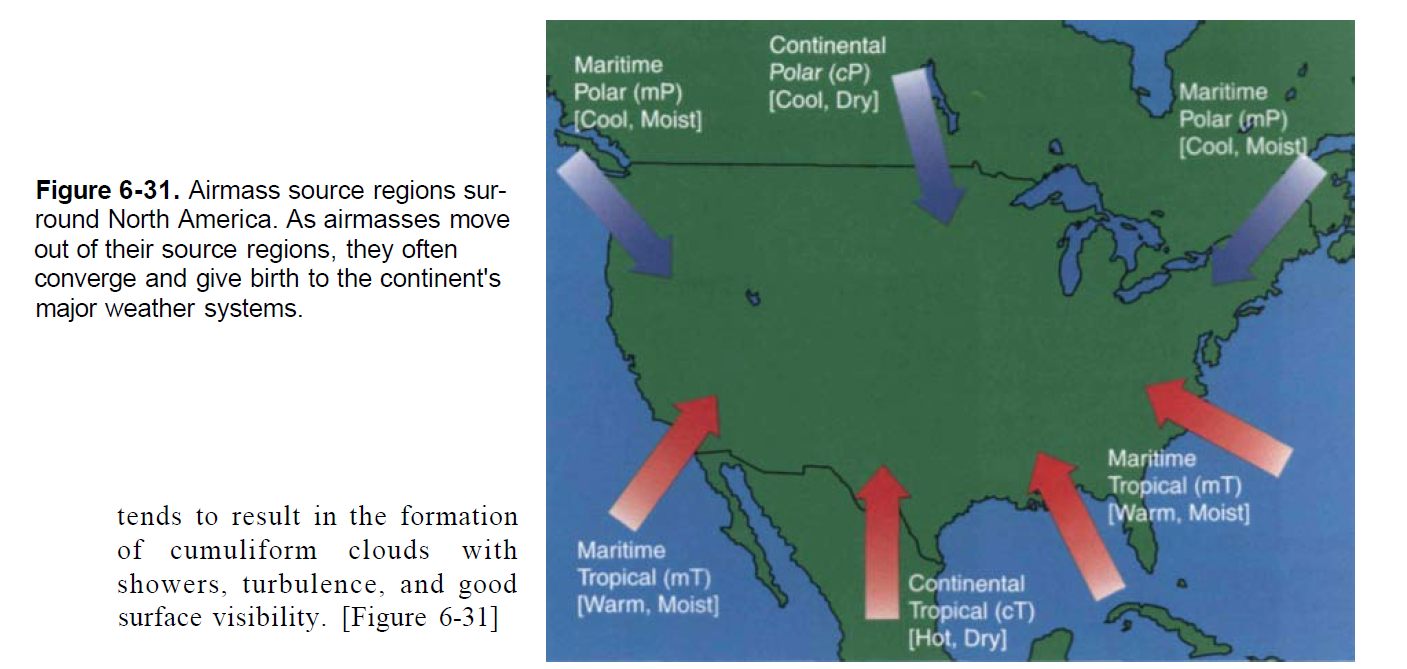 Figure 6-31. Airmass source regions sur-
round North America. As airmasses move
out of their source regions, they often
converge and give birth to the continent's
major weather systems.
tends to result in the formation
of cumuliform clouds with
showers, turbulence, and good
surface visibility. [Figure 6-31]
Maritime
Polar (mP)
[Cool, Moist]
Continental
Polar (cP)
[Cool, Dry]
Maritime
Polar (mP)
[Cool, Moist]
Maritime
Tropical (mT)
[Warm, Moist]
Continental
Tropical (cT)
[Hot, Dry]
Maritime
Tropical (mT)
[Warm, Moist]